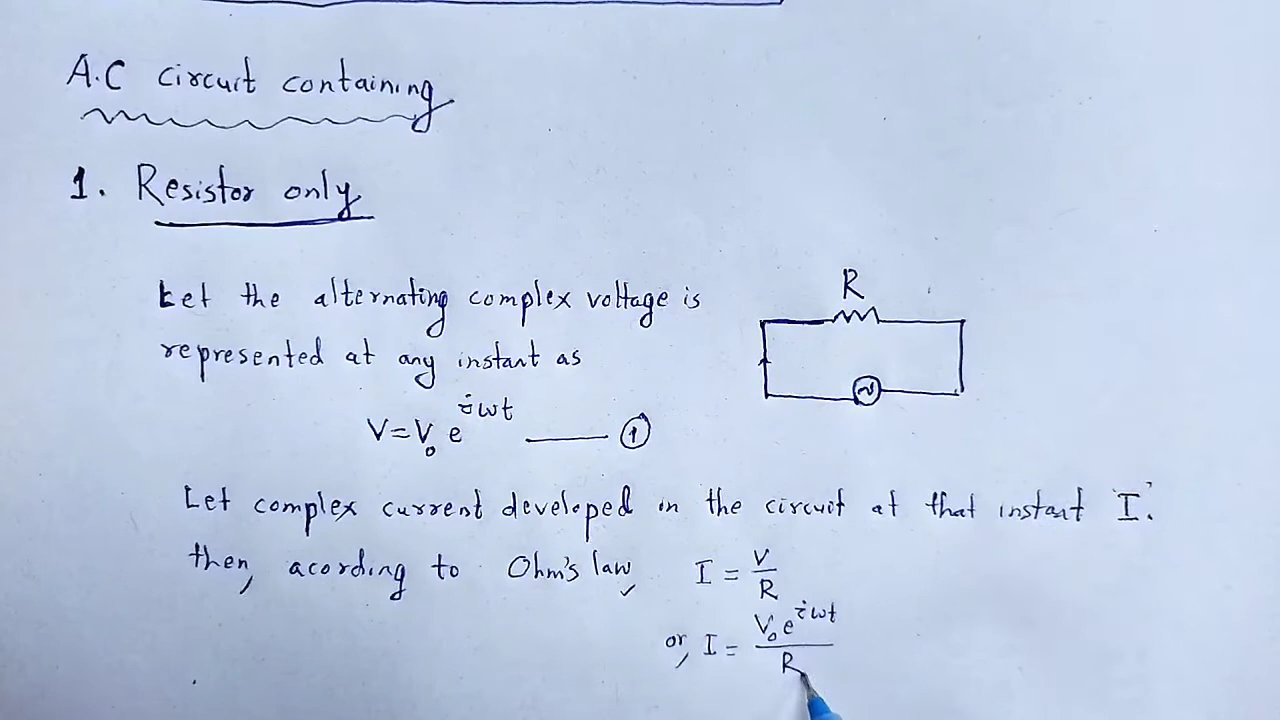 A.C circuit containing
1. Resistor only
Let the alternating complex voltage is
represented at any instant as
R
V=V₀ e^{iωt} —— ①
Let complex current developed in the circuit at that instant 'I'.
then, acording to Ohm's law, I = V/R
or, I = V₀e^{iωt}/R